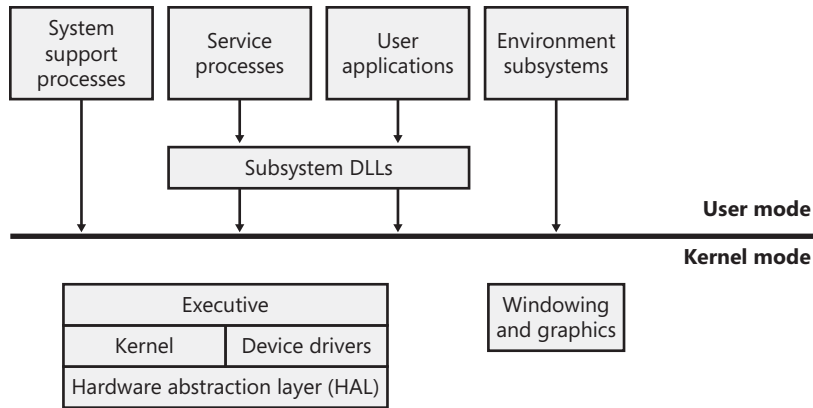 System
support
processes
Service
processes
User
applications
Environment
subsystems
Subsystem DLLs
User mode
Kernel mode
Executive
Kernel
Device drivers
Hardware abstraction layer (HAL)
Windowing
and graphics